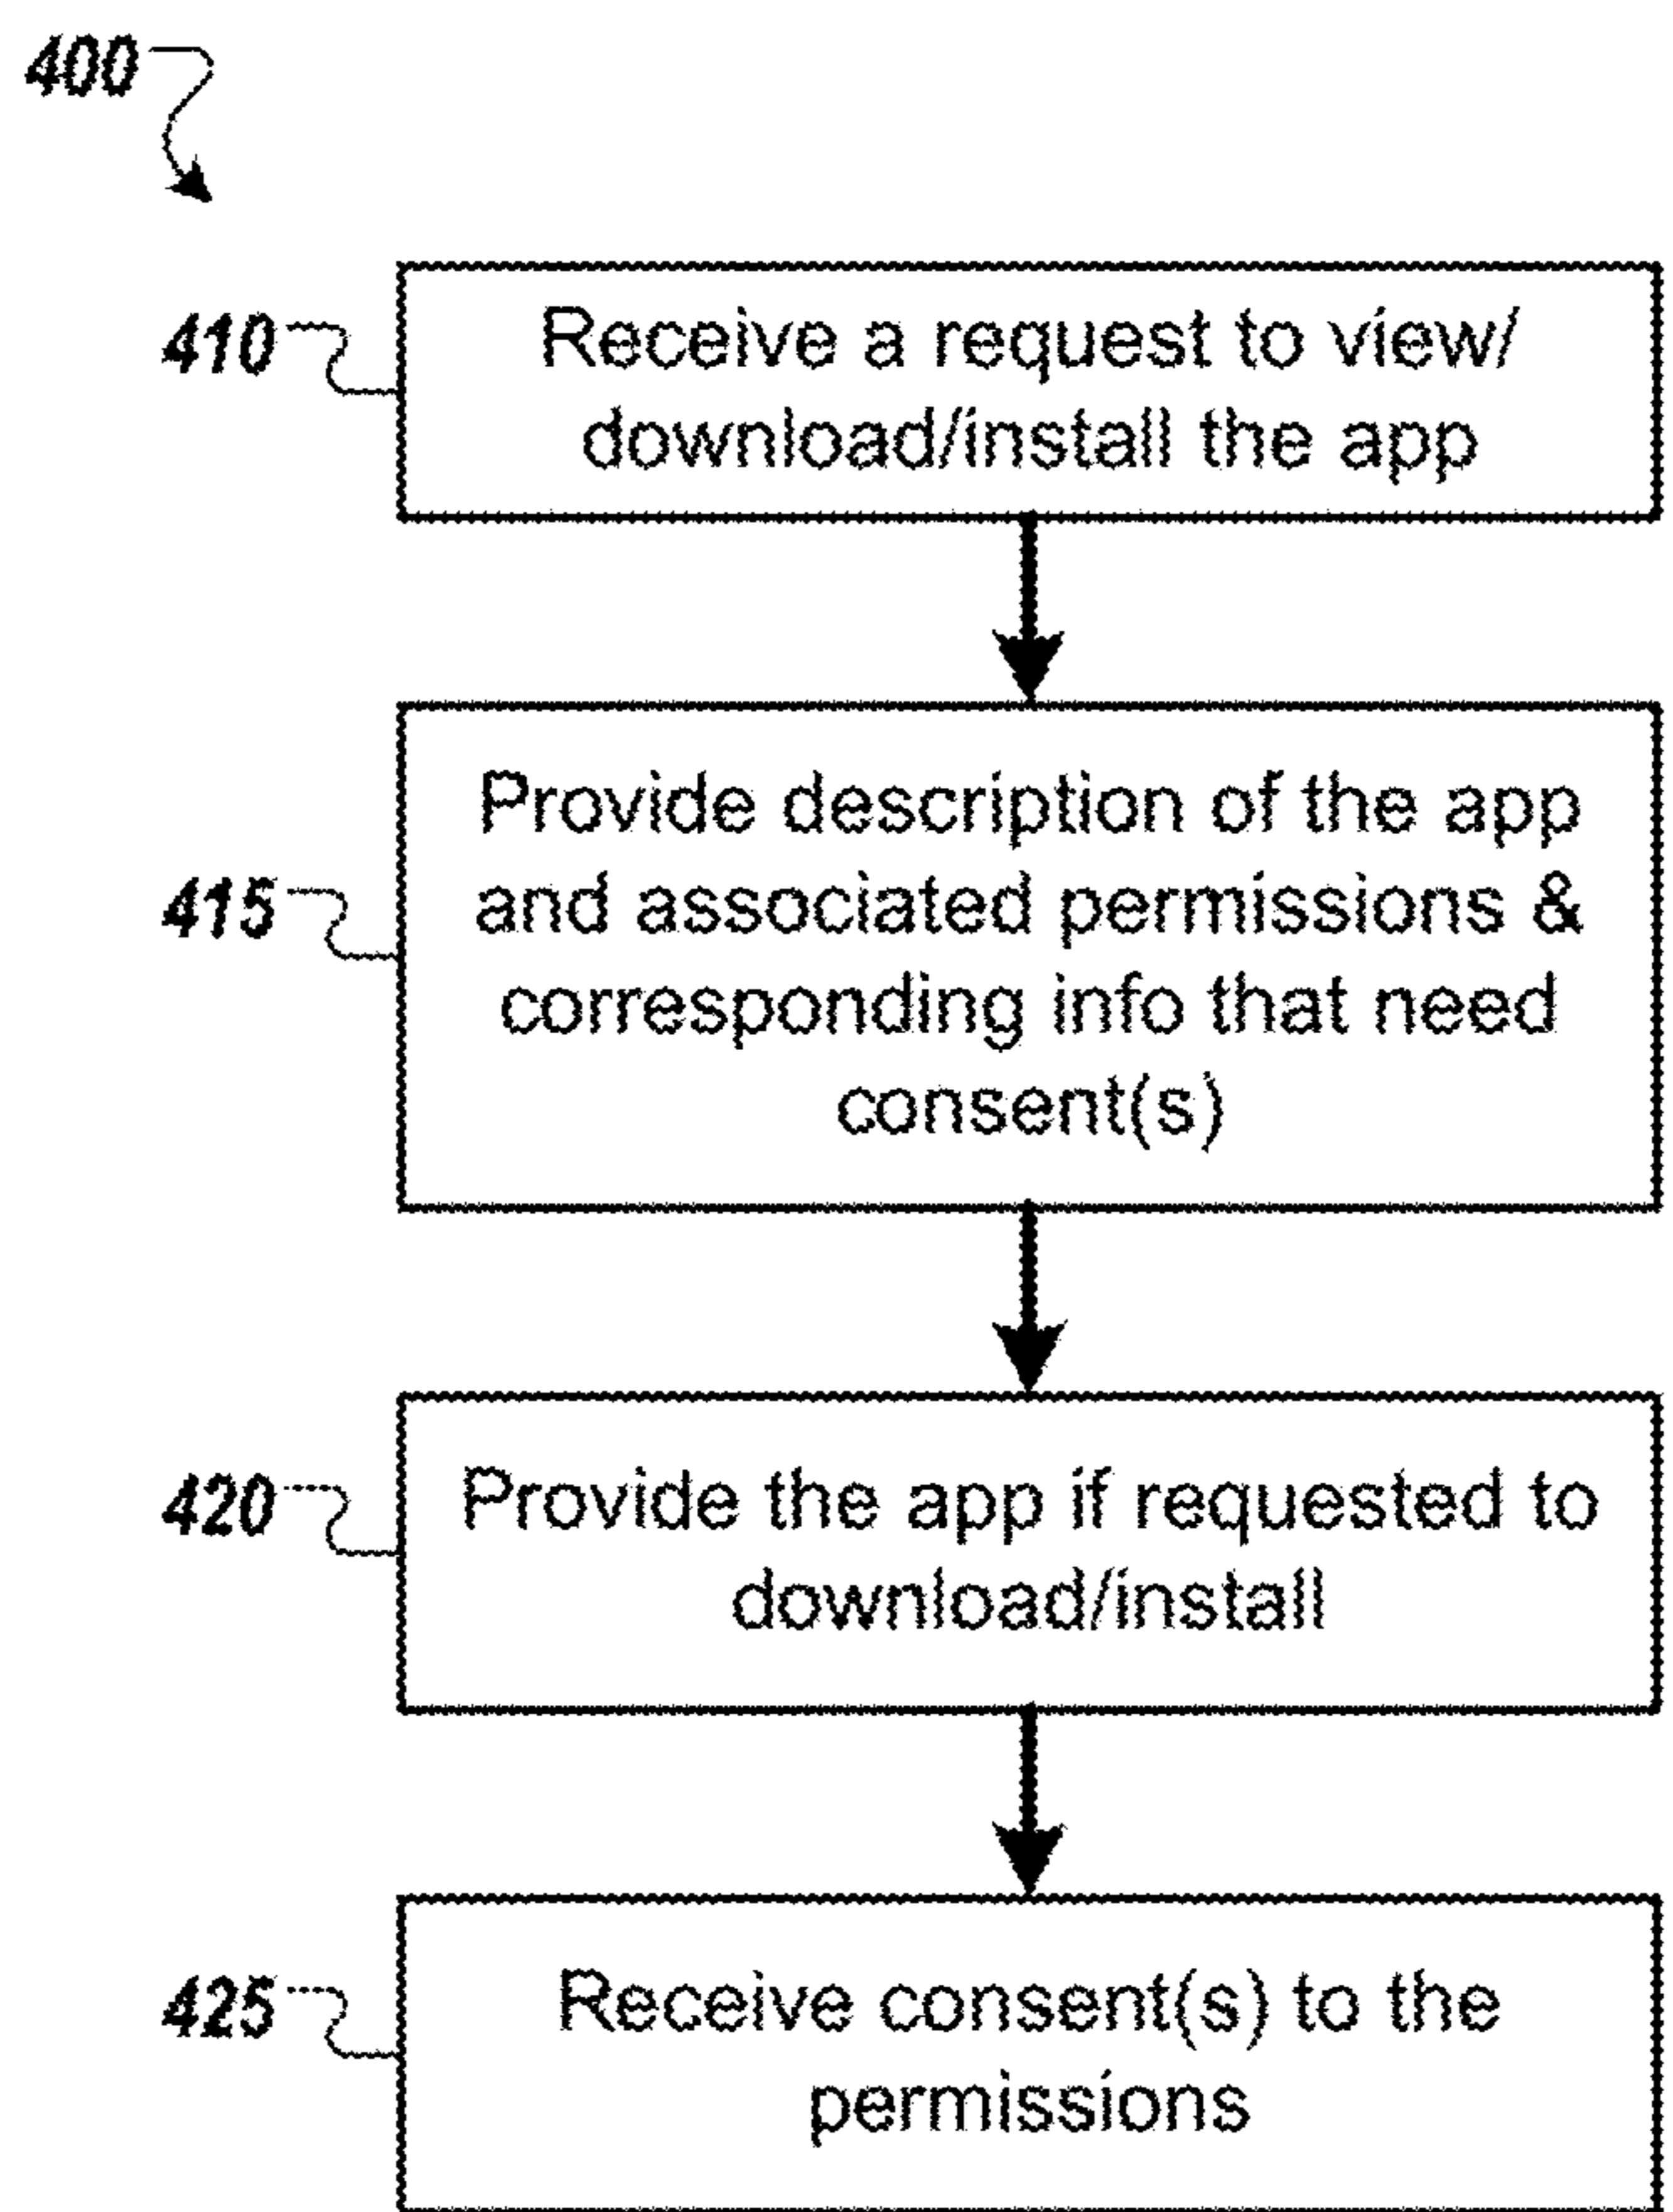 400
410
Receive a request to view/
download/install the app
415
Provide description of the app
and associated permissions &
corresponding info that need
consent(s)
420
Provide the app if requested to
download/install
425
Receive consent(s) to the
permissions